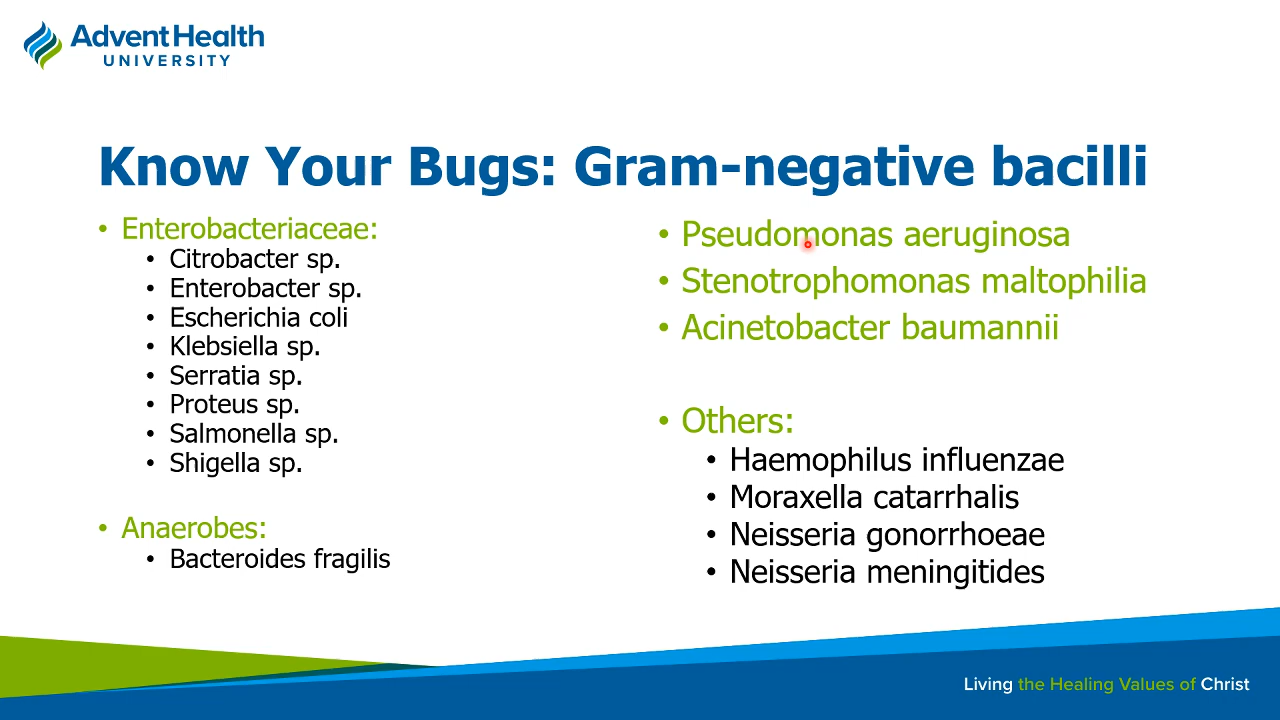 AdventHealth
UNIVERSITY
Know Your Bugs: Gram-negative bacilli
• Enterobacteriaceae:
• Citrobacter sp.
• Enterobacter sp.
• Escherichia coli
• Klebsiella sp.
• Serratia sp.
• Proteus sp.
• Salmonella sp.
• Shigella sp.
• Anaerobes:
• Bacteroides fragilis
• Pseudomonas aeruginosa
• Stenotrophomonas maltophilia
• Acinetobacter baumannii
• Others:
• Haemophilus influenzae
• Moraxella catarrhalis
• Neisseria gonorrhoeae
• Neisseria meningitides
Living the Healing Values of Christ